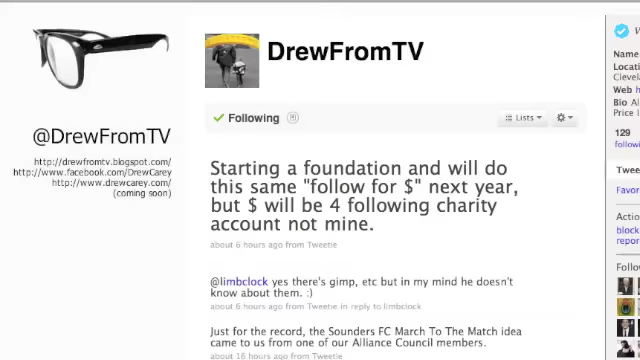 DrewFromTV
Following
Lists
@DrewFromTV
http://drewfromtv.blogspot.com/
http://www.facebook.com/DrewCarey
http://www.drewcarey.com/
(coming soon)
Starting a foundation and will do
this same "follow for $" next year,
but $ will be 4 following charity
account not mine.
about 6 hours ago from Tweetie
@limbclock yes there's gimp, etc but in my mind he doesn't
know about them. :)
about 6 hours ago from Tweetie in reply to limbclock
Just for the record, the Sounders FC March To The Match idea
came to us from one of our Alliance Council members.
about 16 hours ago from Tweetie
Name
Locati
Clevela
Web h
Bio Al
Price I
129
followi
Twee
Favor
Action
block
repor
Follo